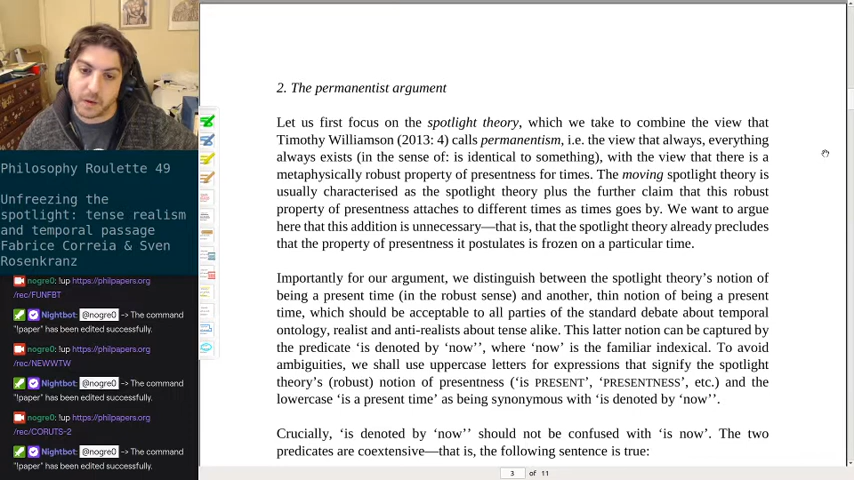 Philosophy Roulette 49
Unfreezing the
spotlight: tense realism
and temporal passage
Fabrice Correia & Sven
Rosenkranz
nogre0: !up https://philpapers.org
/rec/FUNFBT
Nightbot: @nogre0 -> The command
"!paper" has been edited successfully.
nogre0: !up https://philpapers.org
/rec/NEWWTW
Nightbot: @nogre0 -> The command
"!paper" has been edited successfully.
nogre0: !up https://philpapers.org
/rec/CORUTS-2
Nightbot: @nogre0 -> The command
"!paper" has been edited successfully.
2. The permanentist argument
Let us first focus on the spotlight theory, which we take to combine the view that
Timothy Williamson (2013: 4) calls permanentism, i.e. the view that always, everything
always exists (in the sense of: is identical to something), with the view that there is a
metaphysically robust property of presentness for times. The moving spotlight theory is
usually characterised as the spotlight theory plus the further claim that this robust
property of presentness attaches to different times as times goes by. We want to argue
here that this addition is unnecessary—that is, that the spotlight theory already precludes
that the property of presentness it postulates is frozen on a particular time.
Importantly for our argument, we distinguish between the spotlight theory's notion of
being a present time (in the robust sense) and another, thin notion of being a present
time, which should be acceptable to all parties of the standard debate about temporal
ontology, realist and anti-realists about tense alike. This latter notion can be captured by
the predicate 'is denoted by 'now'', where 'now' is the familiar indexical. To avoid
ambiguities, we shall use uppercase letters for expressions that signify the spotlight
theory's (robust) notion of presentness ('is PRESENT', 'PRESENTNESS', etc.) and the
lowercase 'is a present time' as being synonymous with 'is denoted by 'now''.
Crucially, 'is denoted by 'now'' should not be confused with 'is now'. The two
predicates are coextensive—that is, the following sentence is true:
3 of 11